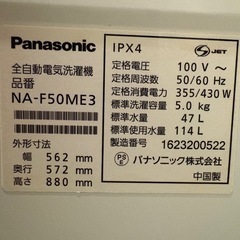 Panasonic
全自動電気洗濯機
品番
NA-F50ME3
外形寸法
幅 562 mm
奥行 572 mm
高さ 880 mm
IPX4
JET
定格電圧 100 V～
定格周波数 50/60 Hz
定格消費電力 355/430 W
標準洗濯容量 5.0 kg
標準水量 47 L
標準使用水量 114 L
製造番号 1623200522
PS E
パナソニック株式会社
中国製